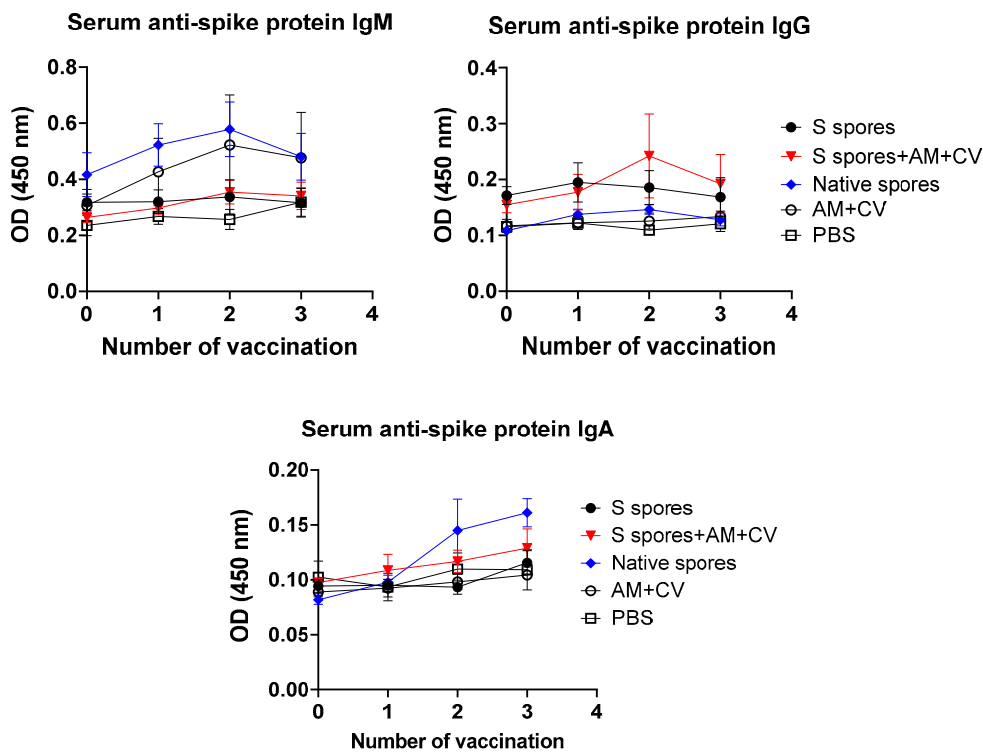 Serum anti-spike protein IgM
OD (450 nm)
0.8
0.6
0.4
0.2
0.0
0 1 2 3 4
Number of vaccination
Serum anti-spike protein IgG
OD (450 nm)
0.4
0.3
0.2
0.1
0.0
0 1 2 3 4
Number of vaccination
S spores
S spores+AM+CV
Native spores
AM+CV
PBS
Serum anti-spike protein IgA
OD (450 nm)
0.20
0.15
0.10
0.05
0.00
0 1 2 3 4
Number of vaccination
S spores
S spores+AM+CV
Native spores
AM+CV
PBS